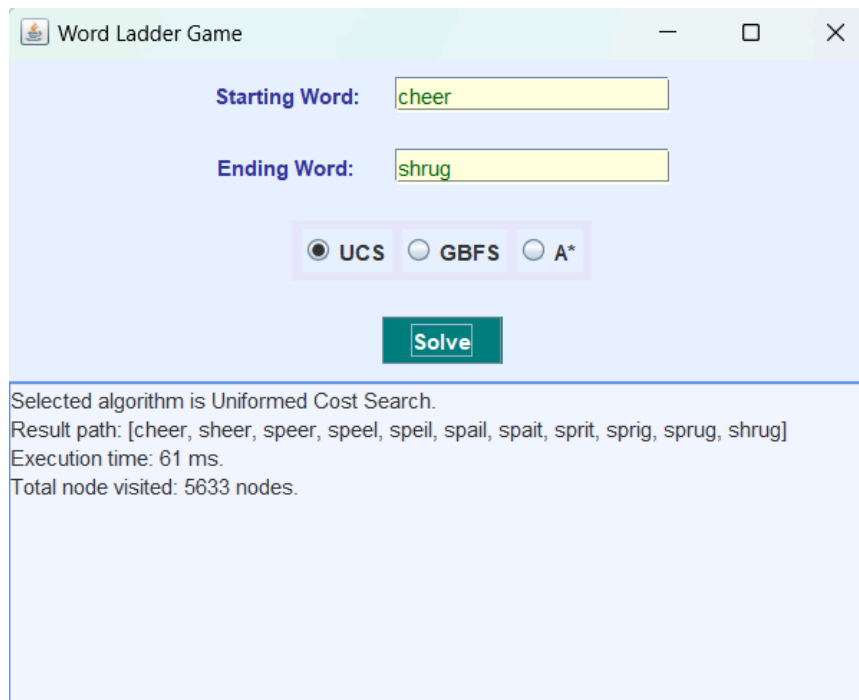 Word Ladder Game
Starting Word: cheer
Ending Word: shrug
UCS GBFS A*
Solve
Selected algorithm is Uniformed Cost Search.
Result path: [cheer, sheer, speer, speel, speil, spail, spait, sprit, sprig, sprug, shrug]
Execution time: 61 ms.
Total node visited: 5633 nodes.